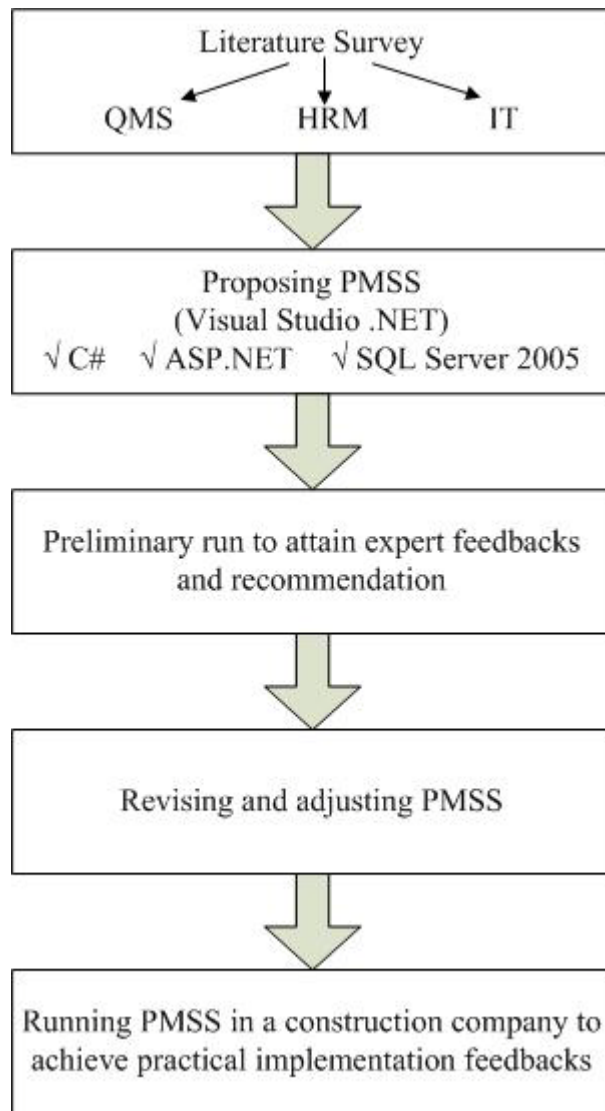 Literature Survey
QMS HRM IT
Proposing PMSS
(Visual Studio .NET)
√ C# √ ASP.NET √ SQL Server 2005
Preliminary run to attain expert feedbacks
and recommendation
Revising and adjusting PMSS
Running PMSS in a construction company to
achieve practical implementation feedbacks